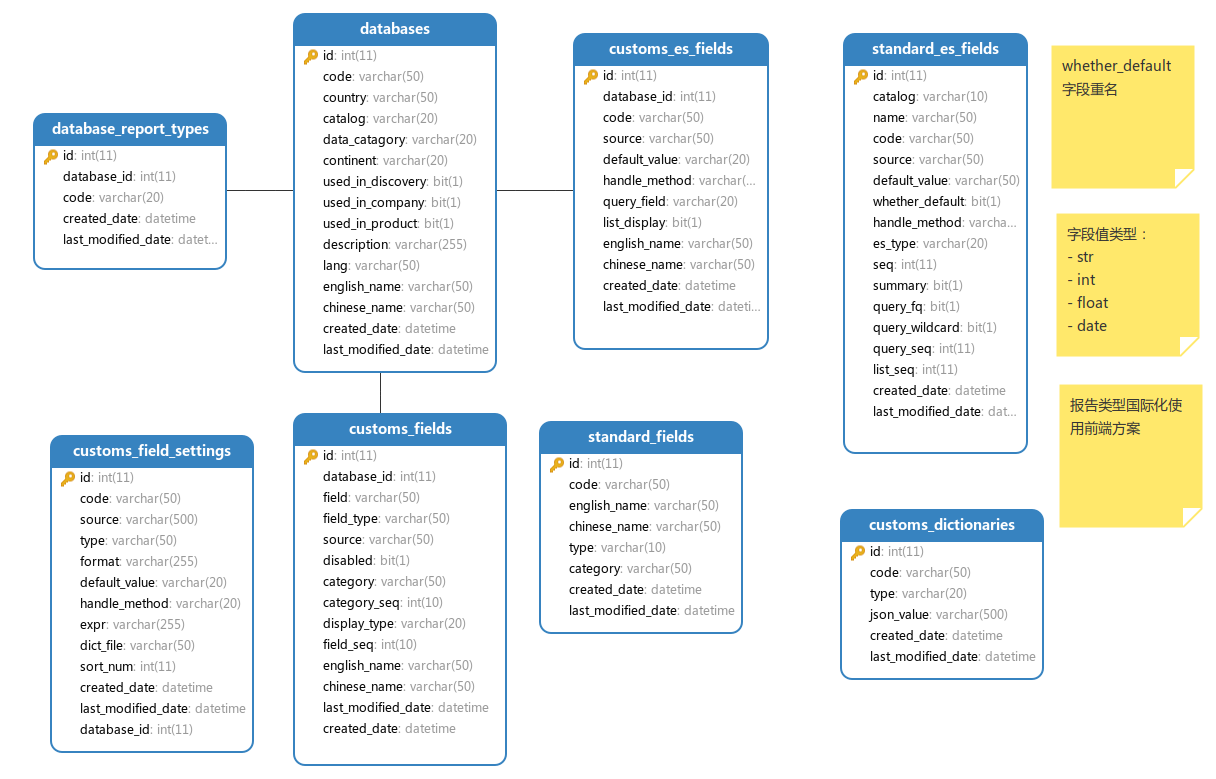 databases
id: int(11)
code: varchar(50)
country: varchar(50)
catalog: varchar(20)
data_catagory: varchar(20)
continent: varchar(20)
used_in_discovery: bit(1)
used_in_company: bit(1)
used_in_product: bit(1)
description: varchar(255)
lang: varchar(50)
english_name: varchar(50)
chinese_name: varchar(50)
created_date: datetime
last_modified_date: datetime
customs_es_fields
id: int(11)
database_id: int(11)
code: varchar(50)
source: varchar(50)
default_value: varchar(20)
handle_method: varchar(...
query_field: varchar(20)
list_display: bit(1)
english_name: varchar(50)
chinese_name: varchar(50)
created_date: datetime
last_modified_date: dateti...
standard_es_fields
id: int(11)
catalog: varchar(10)
name: varchar(50)
code: varchar(50)
source: varchar(50)
default_value: varchar(50)
whether_default: bit(1)
handle_method: varcha...
es_type: varchar(20)
seq: int(11)
summary: bit(1)
query_fq: bit(1)
query_wildcard: bit(1)
query_seq: int(11)
list_seq: int(11)
created_date: datetime
last_modified_date: dat...
whether_default
字段重名
字段值类型：
- str
- int
- float
- date
报告类型国际化使
用前端方案
database_report_types
id: int(11)
database_id: int(11)
code: varchar(20)
created_date: datetime
last_modified_date: datet...
customs_field_settings
id: int(11)
code: varchar(50)
source: varchar(500)
type: varchar(50)
format: varchar(255)
default_value: varchar(20)
handle_method: varchar(20)
expr: varchar(255)
dict_file: varchar(50)
sort_num: int(11)
created_date: datetime
last_modified_date: datetime
database_id: int(11)
customs_fields
id: int(11)
database_id: int(11)
field: varchar(50)
field_type: varchar(50)
source: varchar(50)
disabled: bit(1)
category: varchar(50)
category_seq: int(10)
display_type: varchar(20)
field_seq: int(10)
english_name: varchar(50)
chinese_name: varchar(50)
last_modified_date: datetime
created_date: datetime
standard_fields
id: int(11)
code: varchar(50)
english_name: varchar(50)
chinese_name: varchar(50)
type: varchar(10)
category: varchar(50)
created_date: datetime
last_modified_date: datetime
customs_dictionaries
id: int(11)
code: varchar(50)
type: varchar(20)
json_value: varchar(500)
created_date: datetime
last_modified_date: datetime